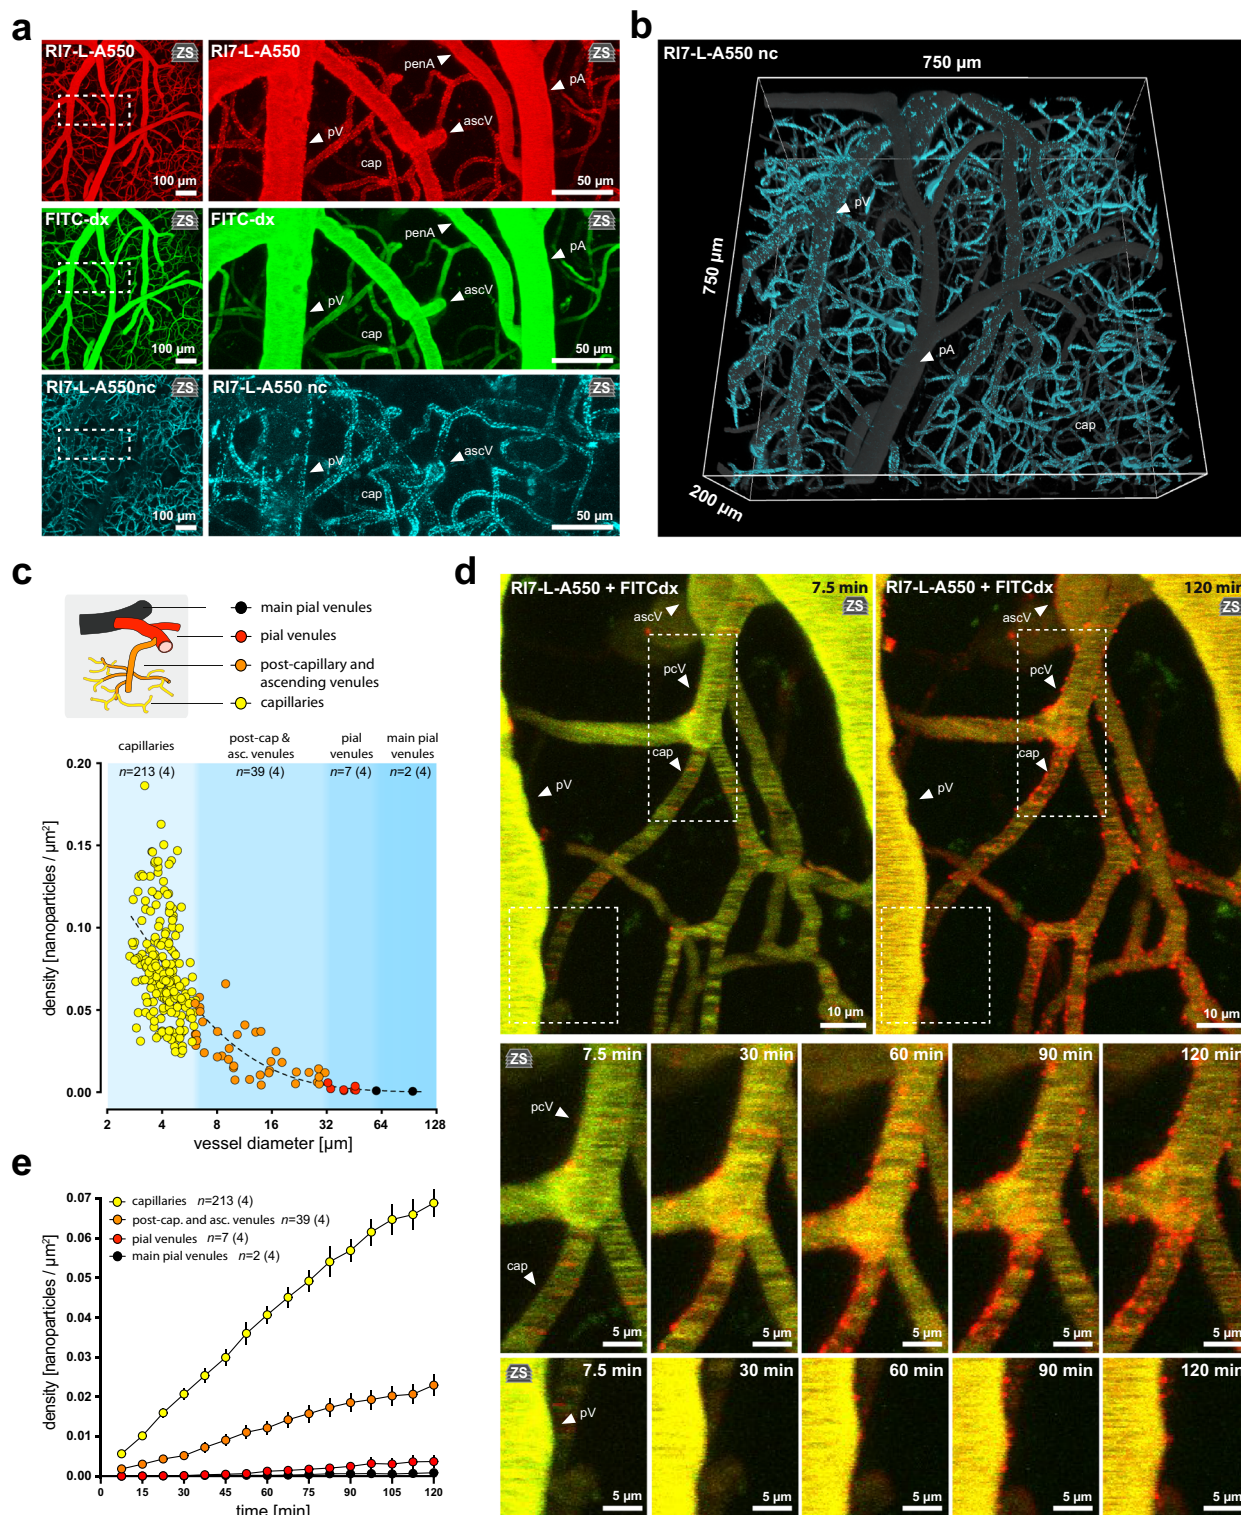 a
RI7-L-A550
ZS
100 µm
RI7-L-A550
ZS
penA
pA
pV
ascV
cap
50 µm
FITC-dx
ZS
100 µm
FITC-dx
ZS
penA
pA
pV
ascV
cap
50 µm
RI7-L-A550nc
ZS
100 µm
RI7-L-A550 nc
ZS
pV
ascV
cap
50 µm
b
RI7-L-A550 nc
750 µm
750 µm
200 µm
pV
pA
cap
c
main pial venules
pial venules
post-capillary and
ascending venules
capillaries
capillaries
post-cap &
asc. venules
pial
venules
main pial
venules
n=213 (4)
n=39 (4)
n=7 (4)
n=2 (4)
density [nanoparticles / µm²]
0.20
0.15
0.10
0.05
0.00
2
4
8
16
32
64
128
vessel diameter [µm]
d
RI7-L-A550 + FITCdx
7.5 min
ZS
ascV
pcV
cap
pV
10 µm
RI7-L-A550 + FITCdx
120 min
ZS
ascV
pcV
cap
pV
10 µm
ZS
7.5 min
pcV
cap
5 µm
30 min
5 µm
60 min
5 µm
90 min
5 µm
120 min
5 µm
ZS
7.5 min
pV
5 µm
30 min
5 µm
60 min
5 µm
90 min
5 µm
120 min
5 µm
e
capillaries n=213 (4)
post-cap. and asc. venules n=39 (4)
pial venules n=7 (4)
main pial venules n=2 (4)
density [nanoparticles / µm²]
0.07
0.06
0.05
0.04
0.03
0.02
0.01
0.00
0
15
30
45
60
75
90
105
120
time [min]